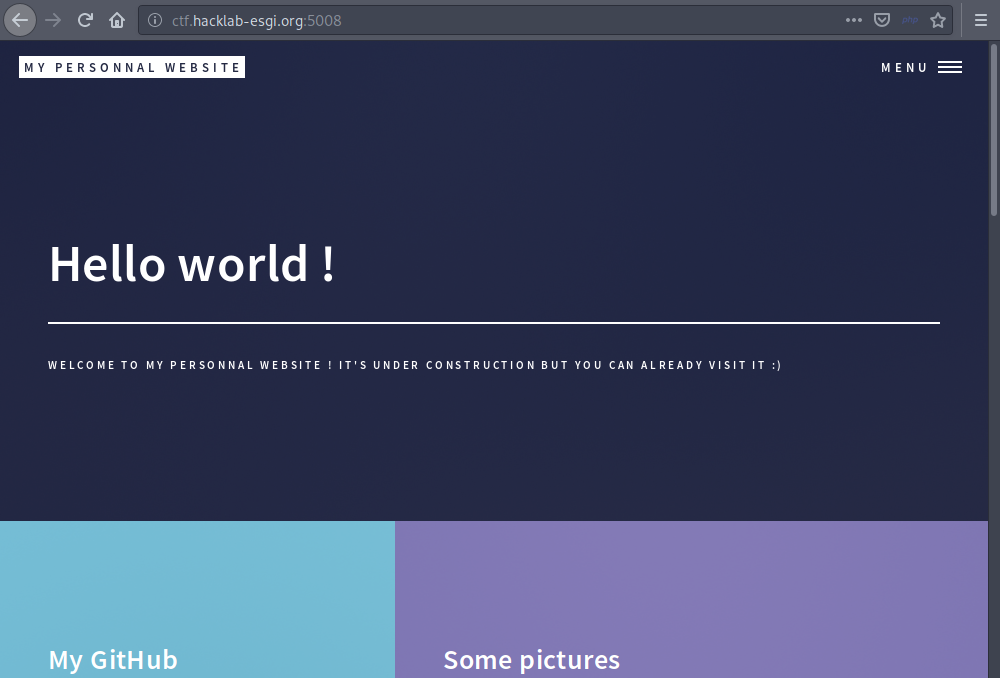 ctf.hacklab-esgi.org:5008
php
MY PERSONNAL WEBSITE
MENU
Hello world !
WELCOME TO MY PERSONNAL WEBSITE ! IT'S UNDER CONSTRUCTION BUT YOU CAN ALREADY VISIT IT :)
My GitHub
Some pictures